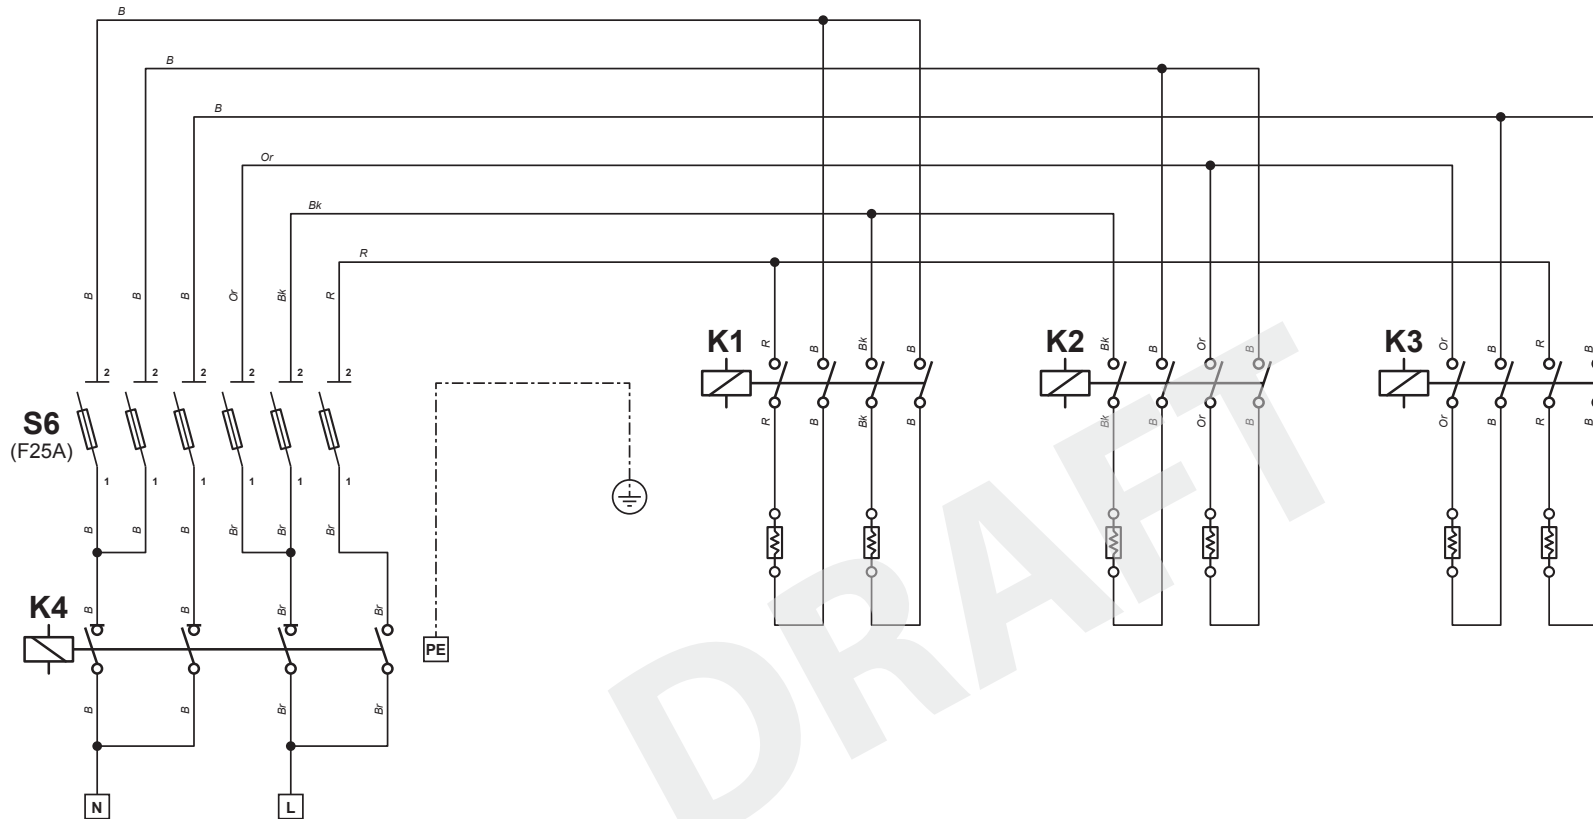 B
B
B
Or
Bk
R
B B B Or Bk R
K1 R B Bk B
K2 Bk B Or B
K3 Or B R B
2 2 2 2 2 2
S6
(F25A)
R B Bk B
Bk B Or B
Or B R B
1 1 1 1 1 1
B B B Br Br Br
K4 B B Br Br
PE
B B Br Br
N L
DRAFT